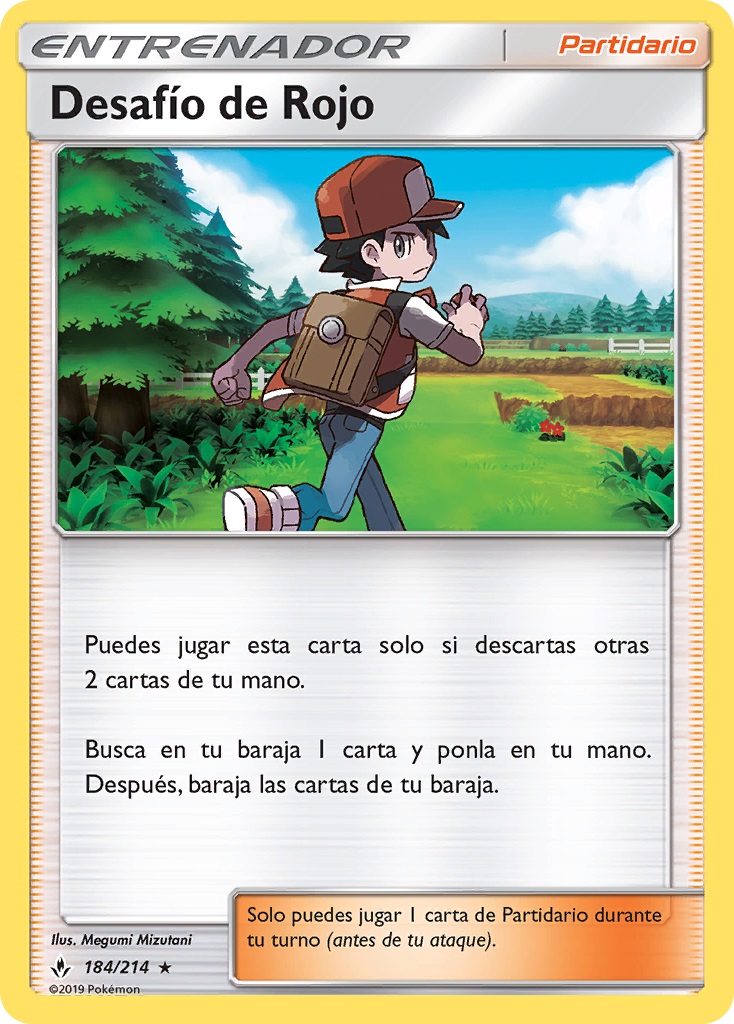 ENTRENADOR
Partidario
Desafío de Rojo
Puedes jugar esta carta solo si descartas otras
2 cartas de tu mano.
Busca en tu baraja 1 carta y ponla en tu mano.
Después, baraja las cartas de tu baraja.
Solo puedes jugar 1 carta de Partidario durante
tu turno (antes de tu ataque).
Ilus. Megumi Mizutani
184/214 ★
©2019 Pokémon